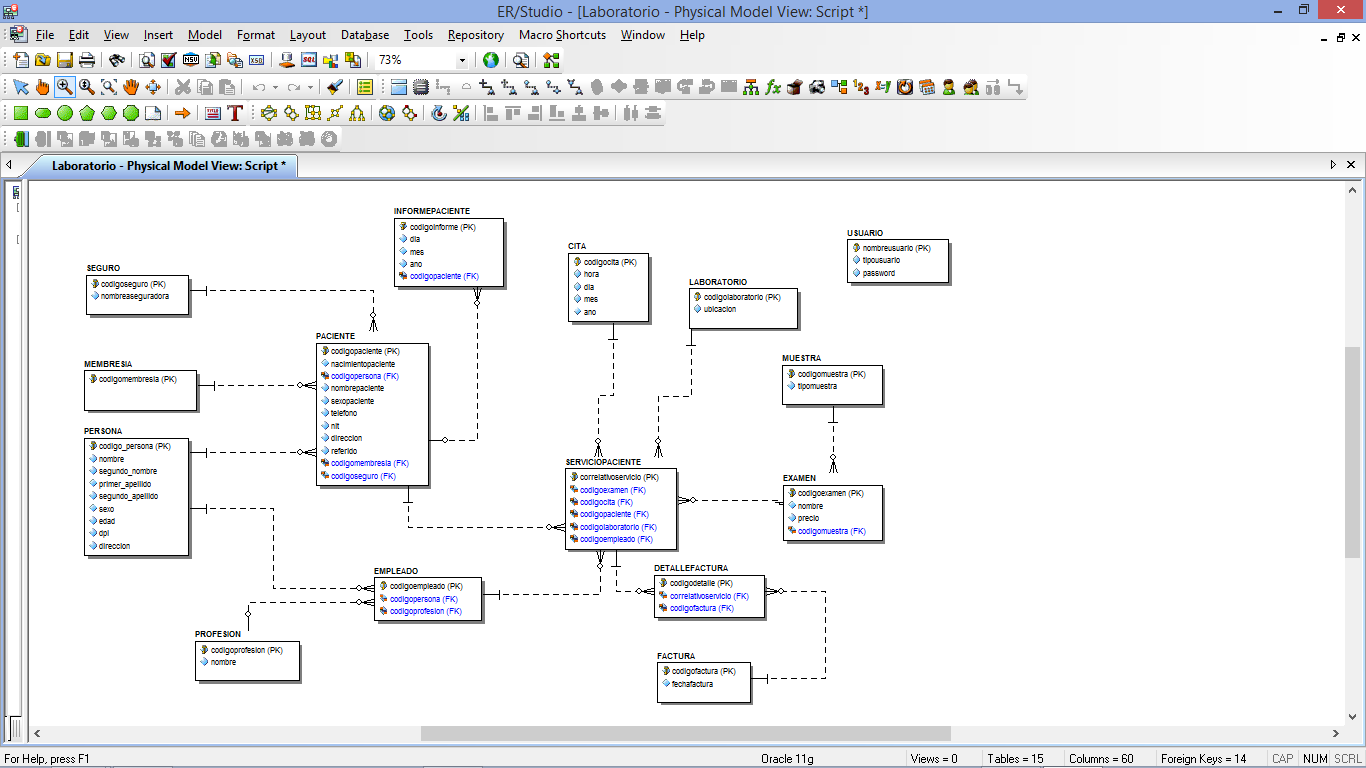 ER/Studio - [Laboratorio - Physical Model View: Script *]
File Edit View Insert Model Format Layout Database Tools Repository Macro Shortcuts Window Help
73%
Laboratorio - Physical Model View: Script *
INFORMEPACIENTE
codigoinforme (PK)
dia
mes
ano
codigopaciente (FK)
CITA
codigocita (PK)
hora
dia
mes
ano
USUARIO
nombreusuario (PK)
tipousuario
password
SEGURO
codigoseguro (PK)
nombreaseguradora
LABORATORIO
codigolaboratorio (PK)
ubicacion
PACIENTE
codigopaciente (PK)
nacimientopaciente
codigopersona (FK)
nombrepaciente
sexopaciente
telefono
nit
direccion
referido
codigomembresia (FK)
codigoseguro (FK)
MEMBRESIA
codigomembresia (PK)
MUESTRA
codigomuestra (PK)
tipomuestra
PERSONA
codigo_persona (PK)
nombre
segundo_nombre
primer_apellido
segundo_apellido
sexo
edad
dpi
direccion
SERVICIOPACIENTE
correlativoservicio (PK)
codigoexamen (FK)
codigocita (FK)
codigopaciente (FK)
codigolaboratorio (FK)
codigoempleado (FK)
EXAMEN
codigoexamen (PK)
nombre
precio
codigomuestra (FK)
EMPLEADO
codigoempleado (PK)
codigopersona (FK)
codigoprofesion (FK)
DETALLEFACTURA
codigodetalle (PK)
correlativoservicio (FK)
codigofactura (FK)
PROFESION
codigoprofesion (PK)
nombre
FACTURA
codigofactura (PK)
fechafactura
For Help, press F1 Oracle 11g Views = 0 Tables = 15 Columns = 60 Foreign Keys = 14 CAP NUM SCRL